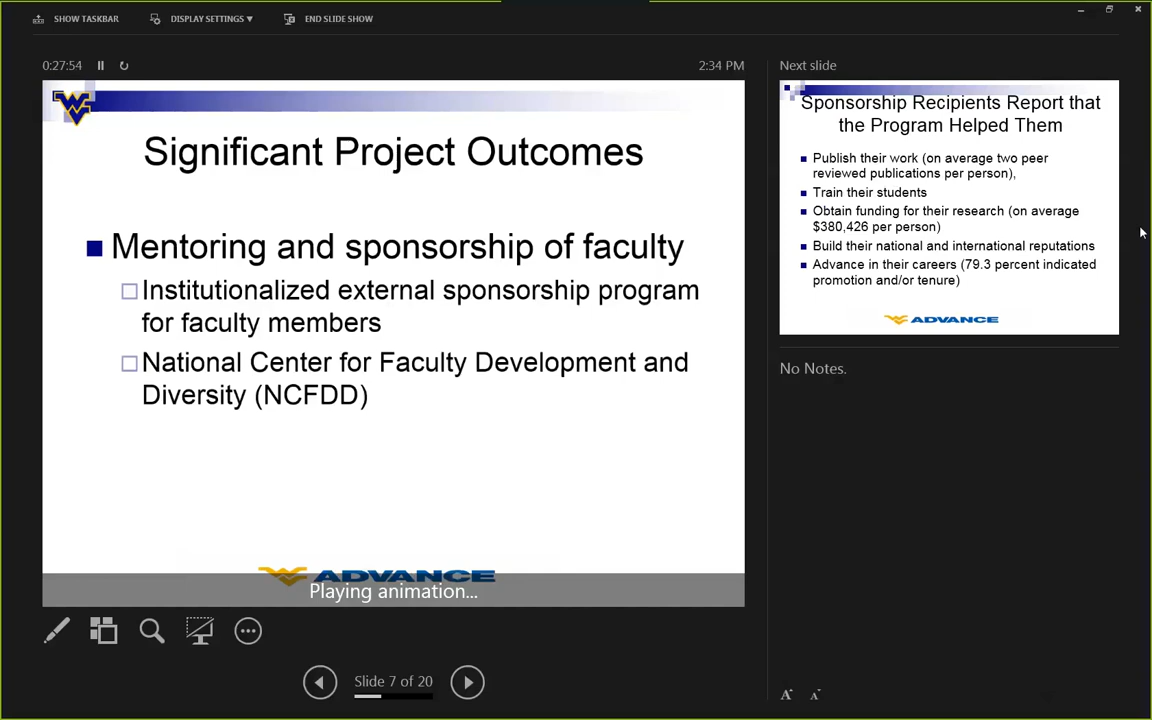 SHOW TASKBAR
DISPLAY SETTINGS ▼
END SLIDE SHOW
0:27:54
2:34 PM
Significant Project Outcomes
Mentoring and sponsorship of faculty
Institutionalized external sponsorship program
for faculty members
National Center for Faculty Development and
Diversity (NCFDD)
ADVANCE
Playing animation...
Slide 7 of 20
Next slide
Sponsorship Recipients Report that
the Program Helped Them
Publish their work (on average two peer
reviewed publications per person),
Train their students
Obtain funding for their research (on average
$380,426 per person)
Build their national and international reputations
Advance in their careers (79.3 percent indicated
promotion and/or tenure)
ADVANCE
No Notes.
A
A